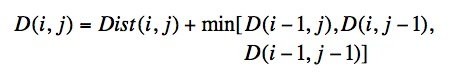 D(i, j) = Dist(i, j) + min[D(i −1, j),D(i, j −1),
D(i −1, j −1)]